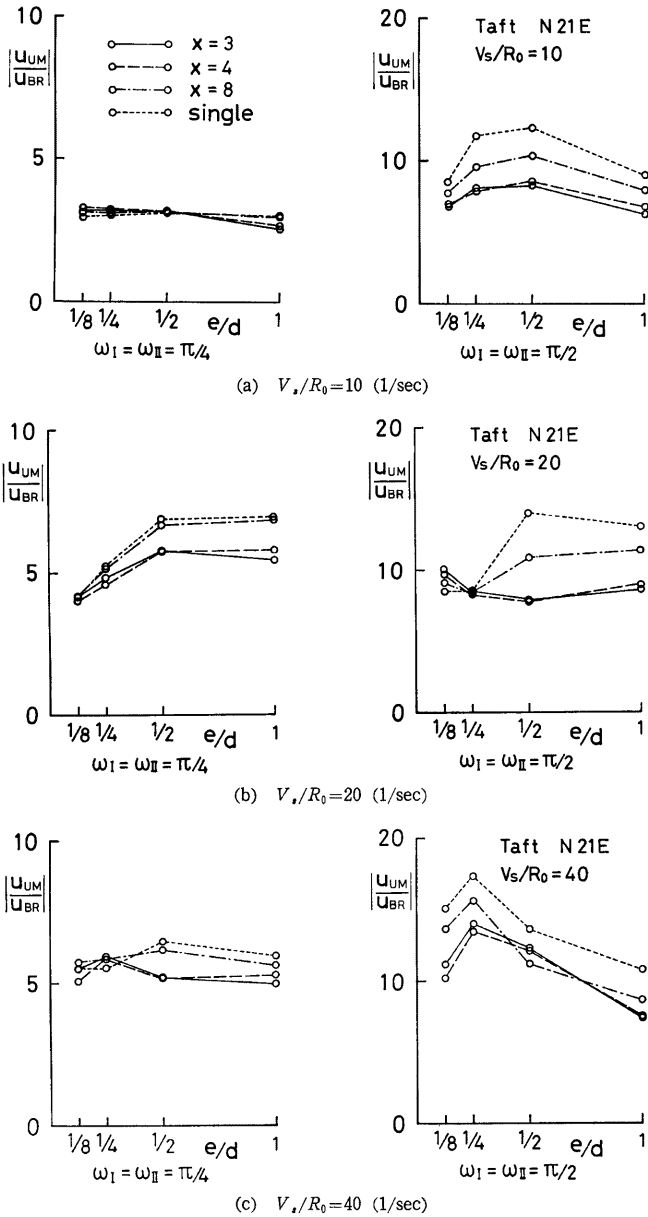 10
|u_UM/u_BR|
5
0
x = 3
x = 4
x = 8
single
1/8 1/4 1/2 e/d 1
ω_I = ω_II = π/4
20
|u_UM/u_BR|
10
0
Taft N21E
Vs/R₀ = 10
1/8 1/4 1/2 e/d 1
ω_I = ω_II = π/2
(a) V_s/R₀=10 (1/sec)
10
|u_UM/u_BR|
5
0
1/8 1/4 1/2 e/d 1
ω_I = ω_II = π/4
20
|u_UM/u_BR|
10
0
Taft N21E
Vs/R₀ = 20
1/8 1/4 1/2 e/d 1
ω_I = ω_II = π/2
(b) V_s/R₀=20 (1/sec)
10
|u_UM/u_BR|
5
0
1/8 1/4 1/2 e/d 1
ω_I = ω_II = π/4
20
|u_UM/u_BR|
10
0
Taft N21E
Vs/R₀ = 40
1/8 1/4 1/2 e/d 1
ω_I = ω_II = π/2
(c) V_s/R₀=40 (1/sec)